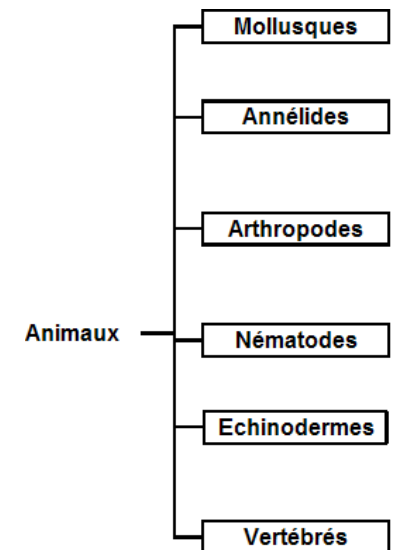 Mollusques
Annélides
Arthropodes
Animaux
Nématodes
Echinodermes
Vertébrés